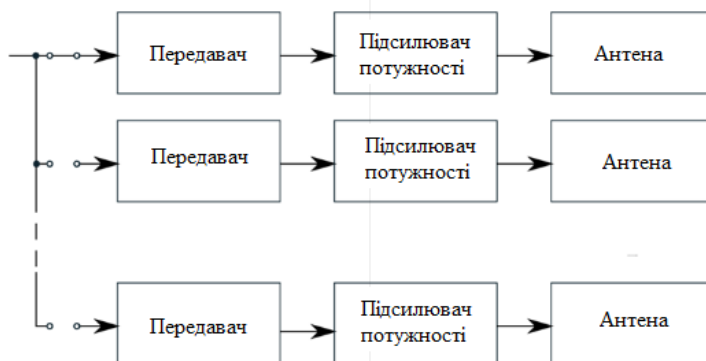 Передавач
Підсилювач
потужності
Антена
Передавач
Підсилювач
потужності
Антена
Передавач
Підсилювач
потужності
Антена